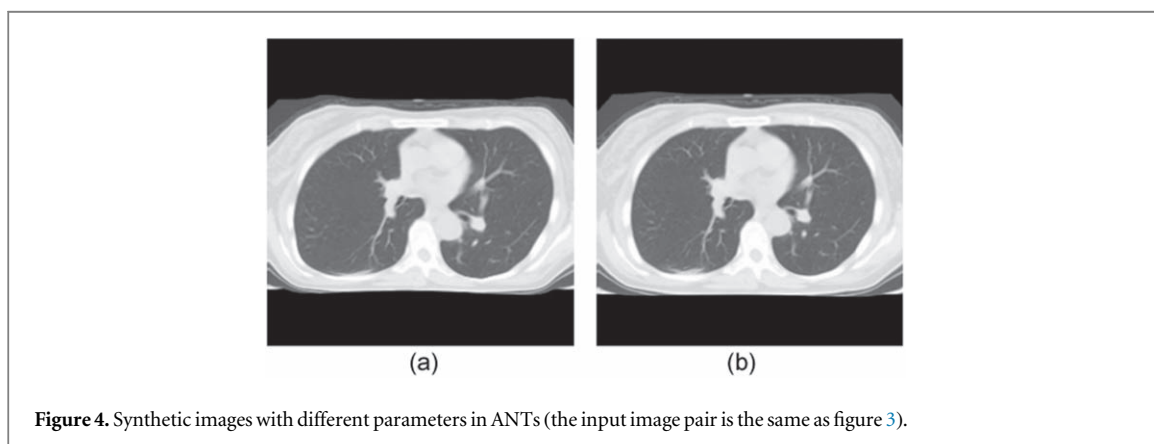 (a)
(b)
Figure 4. Synthetic images with different parameters in ANTs (the input image pair is the same as figure 3).